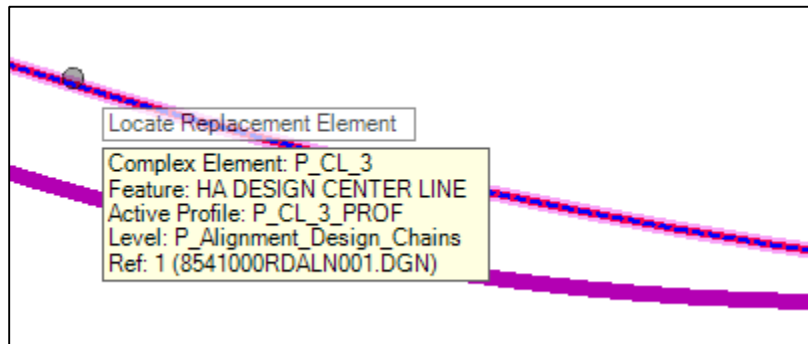 Locate Replacement Element
Complex Element: P_CL_3
Feature: HA DESIGN CENTER LINE
Active Profile: P_CL_3_PROF
Level: P_Alignment_Design_Chains
Ref: 1 (8541000RDALN001.DGN)